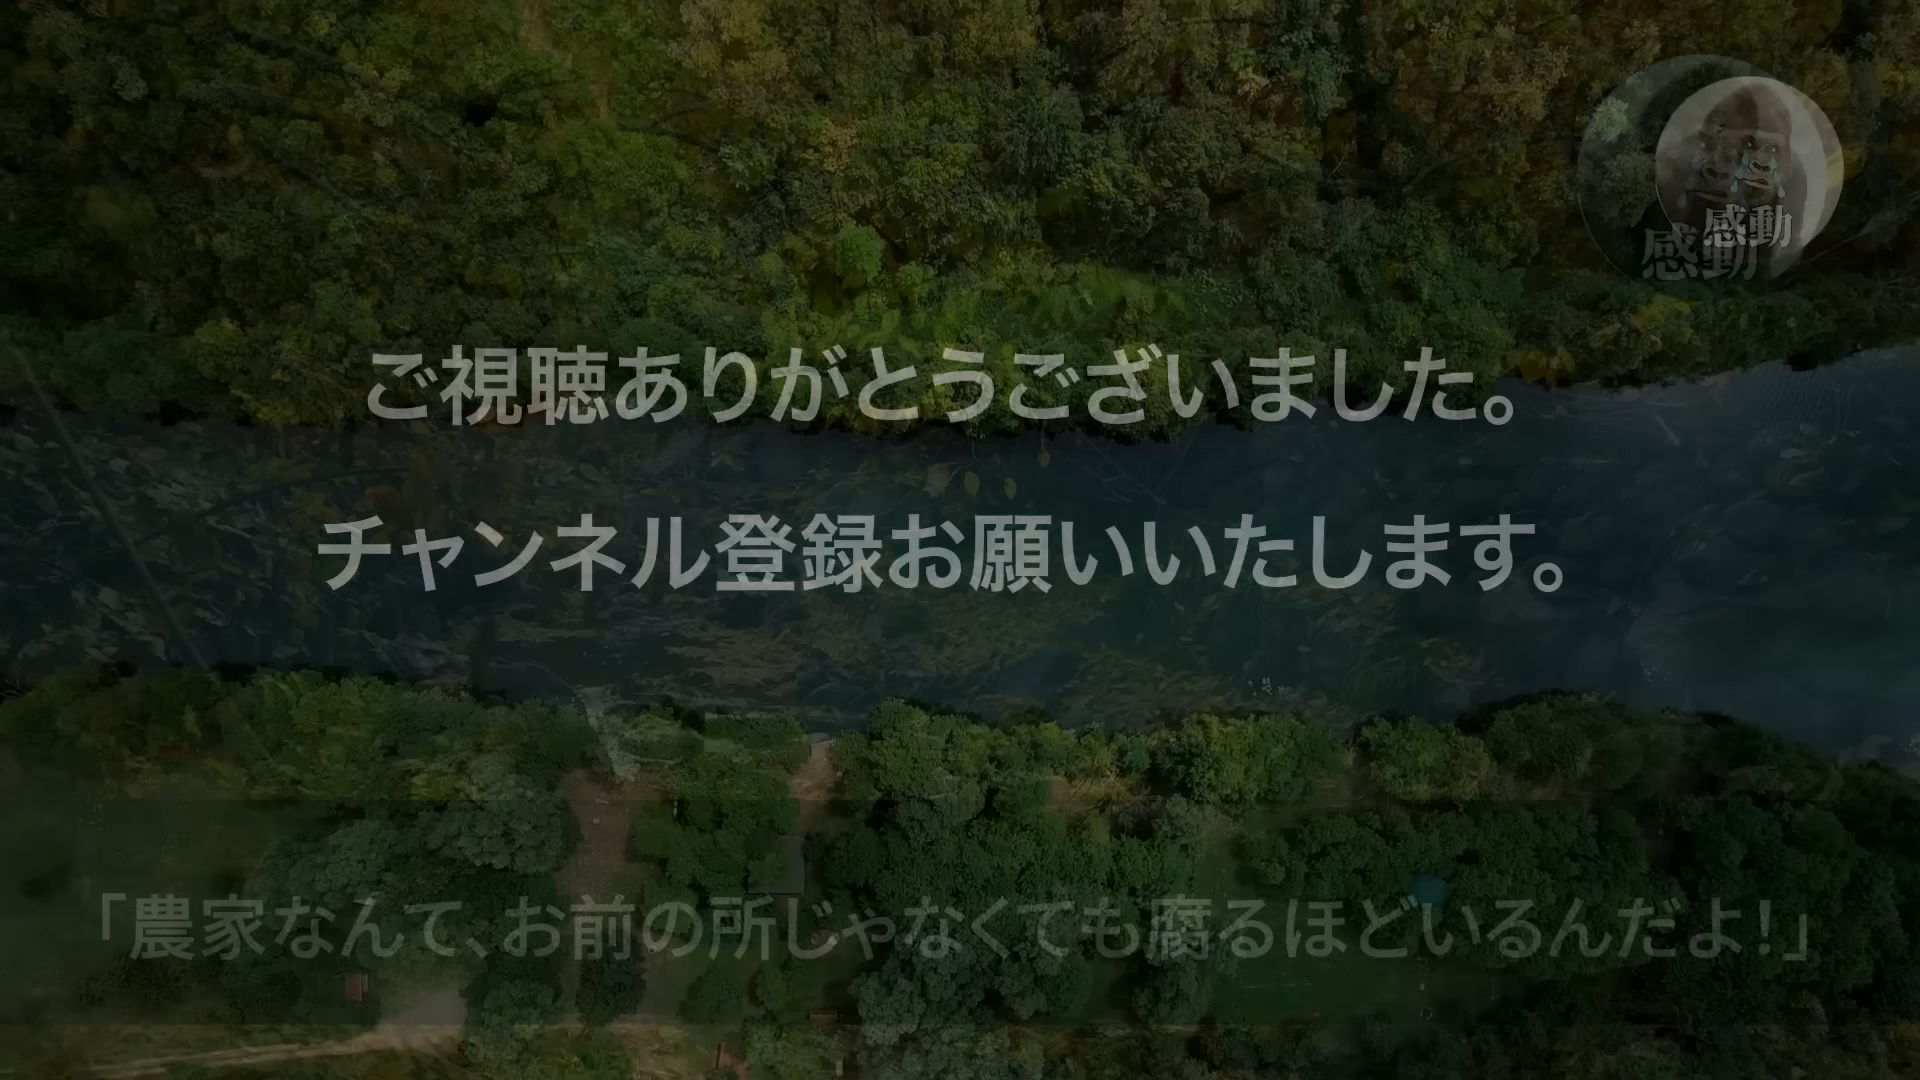 感動
感動
ご視聴ありがとうございました。
チャンネル登録お願いいたします。
「農家なんて、お前の所じゃなくても腐るほどいるんだよ!」